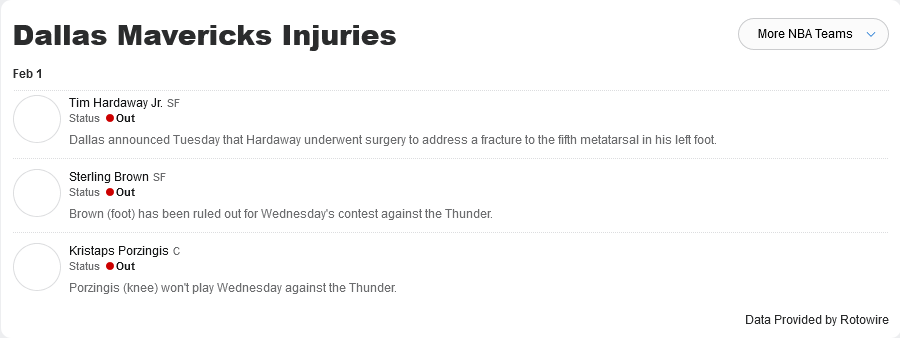 Dallas Mavericks Injuries
More NBA Teams
Feb 1
Tim Hardaway Jr. SF
Status Out
Dallas announced Tuesday that Hardaway underwent surgery to address a fracture to the fifth metatarsal in his left foot.
Sterling Brown SF
Status Out
Brown (foot) has been ruled out for Wednesday's contest against the Thunder.
Kristaps Porzingis C
Status Out
Porzingis (knee) won't play Wednesday against the Thunder.
Data Provided by Rotowire